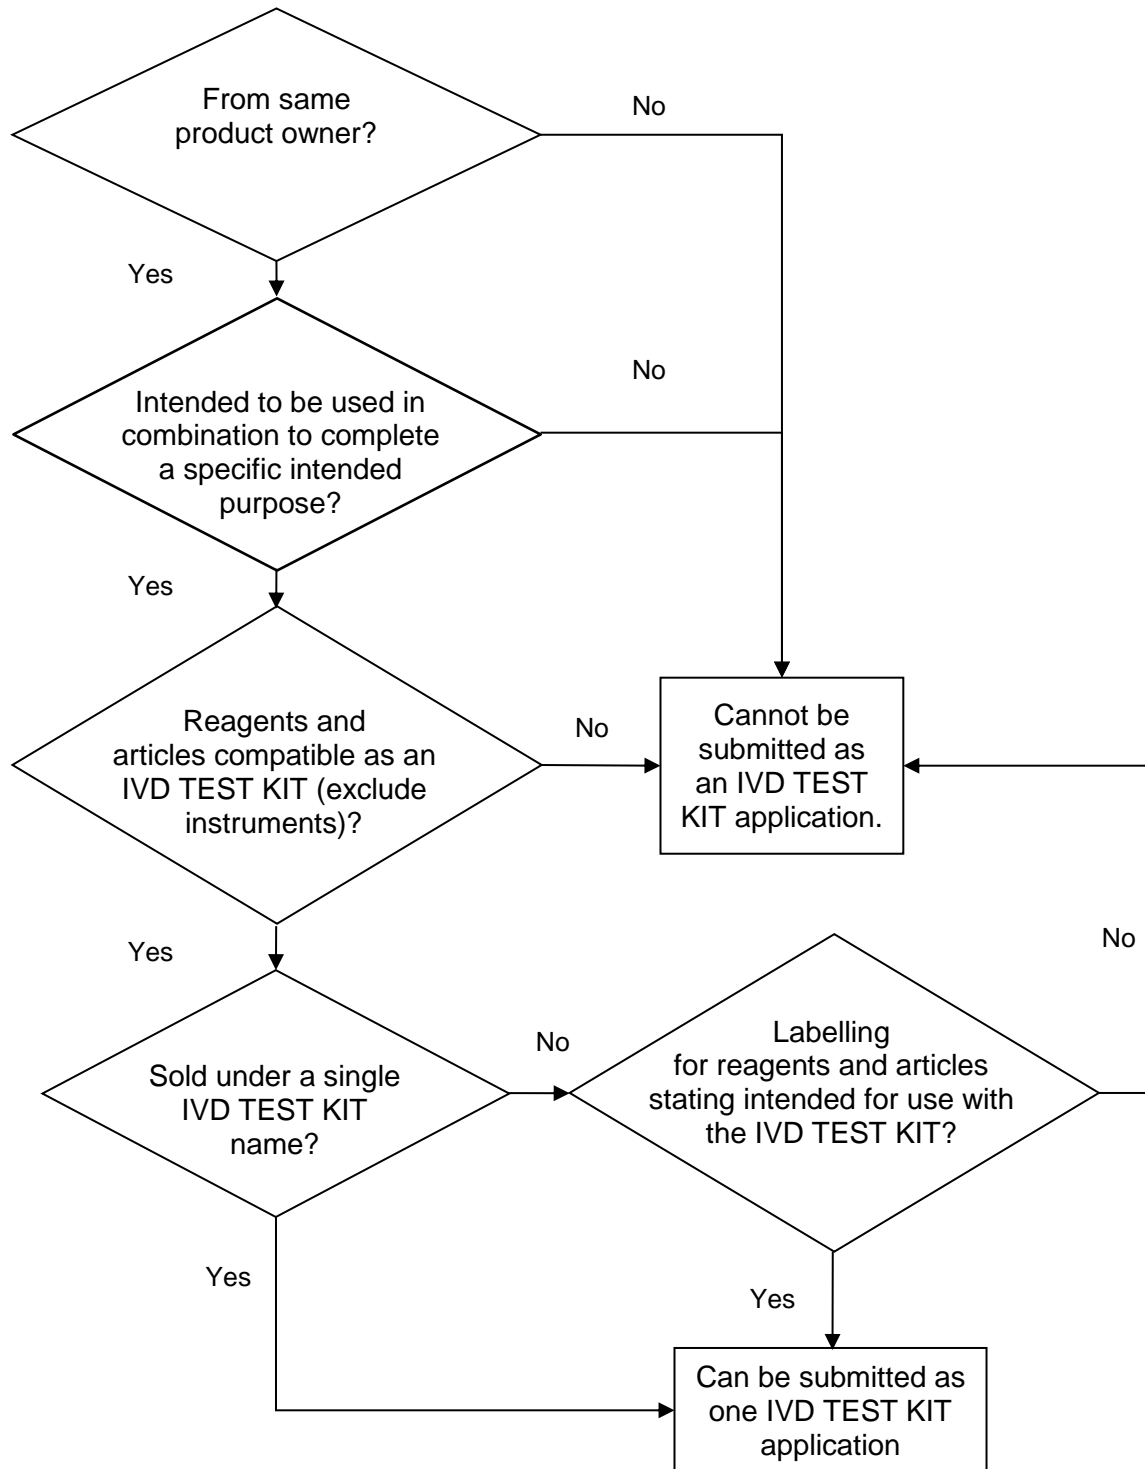 From same
product owner?
No
Yes
Intended to be used in
combination to complete
a specific intended
purpose?
No
Yes
Reagents and
articles compatible as an
IVD TEST KIT (exclude
instruments)?
No
Cannot be
submitted as
an IVD TEST
KIT application.
Yes
No
Sold under a single
IVD TEST KIT
name?
No
Labelling
for reagents and articles
stating intended for use with
the IVD TEST KIT?
Yes
Yes
Can be submitted as
one IVD TEST KIT
application